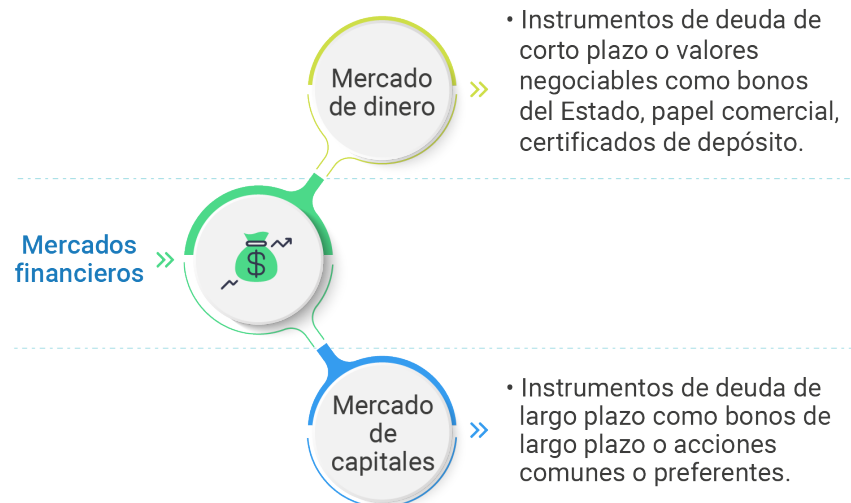 Mercado
de dinero
• Instrumentos de deuda de
corto plazo o valores
negociables como bonos
del Estado, papel comercial,
certificados de depósito.
Mercados
financieros
$
Mercado
de
capitales
• Instrumentos de deuda de
largo plazo como bonos de
largo plazo o acciones
comunes o preferentes.